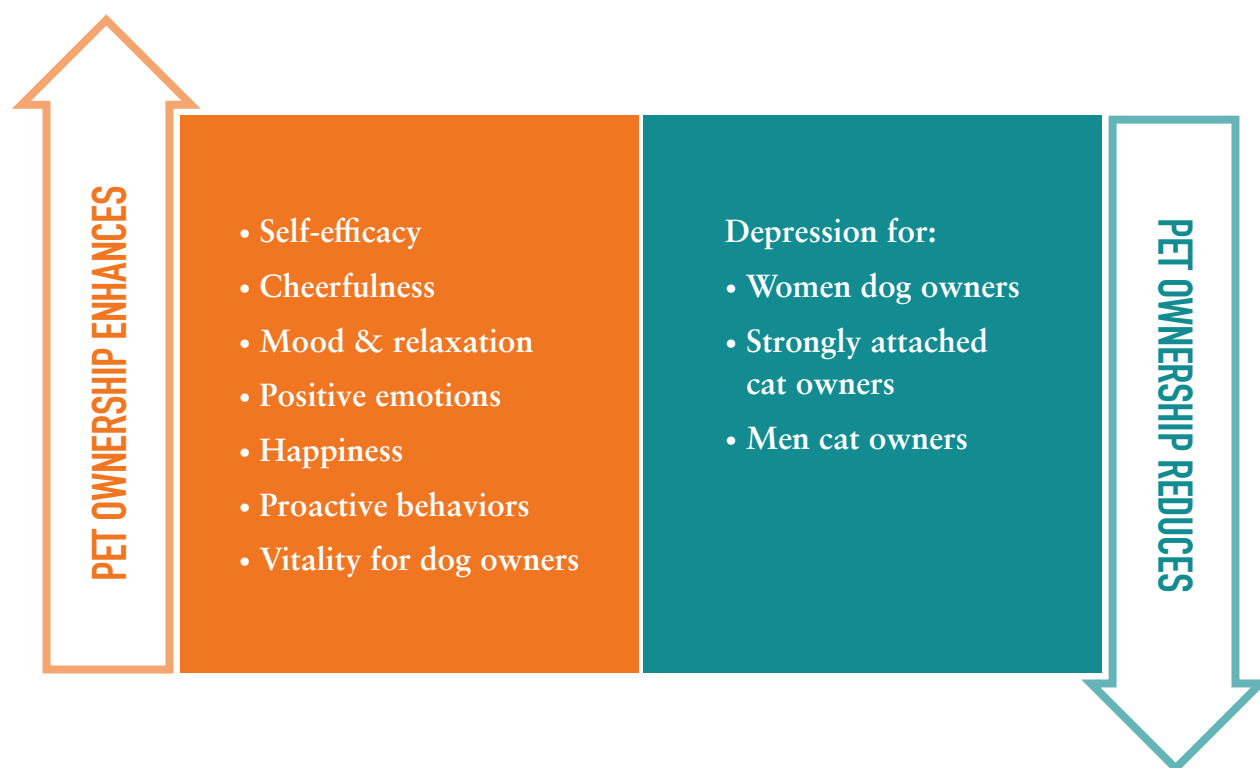 PET OWNERSHIP ENHANCES
• Self-efficacy
• Cheerfulness
• Mood & relaxation
• Positive emotions
• Happiness
• Proactive behaviors
• Vitality for dog owners
Depression for:
• Women dog owners
• Strongly attached
cat owners
• Men cat owners
PET OWNERSHIP REDUCES